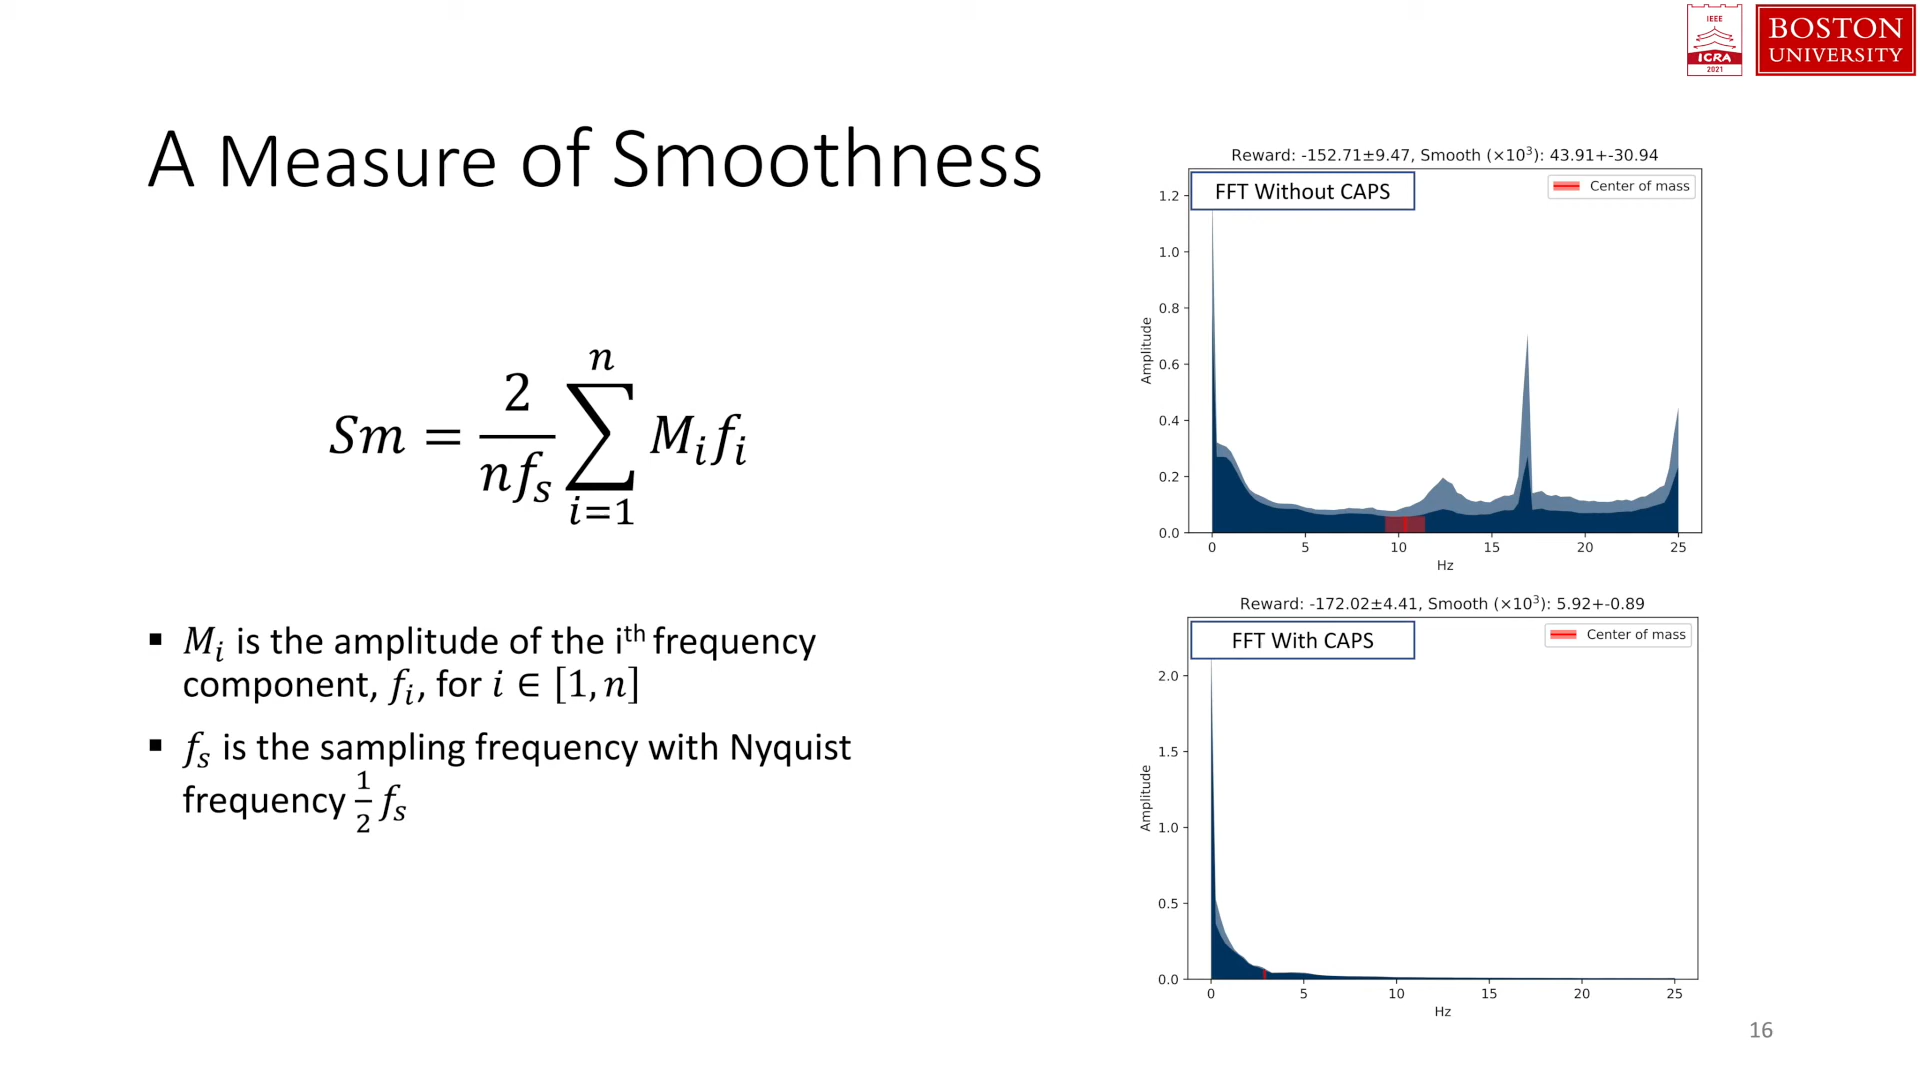 IEEE
ICRA
2021
BOSTON
UNIVERSITY
A Measure of Smoothness
Sm = \frac{2}{nf_s} \sum_{i=1}^{n} M_i f_i
▪ M_i is the amplitude of the i^th frequency
component, f_i, for i ∈ [1, n]
▪ f_s is the sampling frequency with Nyquist
frequency \frac{1}{2} f_s
Reward: -152.71±9.47, Smooth (×10³): 43.91+-30.94
FFT Without CAPS
Center of mass
Amplitude
1.2
1.0
0.8
0.6
0.4
0.2
0.0
0 5 10 15 20 25
Hz
Reward: -172.02±4.41, Smooth (×10³): 5.92+-0.89
FFT With CAPS
Center of mass
Amplitude
2.0
1.5
1.0
0.5
0.0
0 5 10 15 20 25
Hz
16